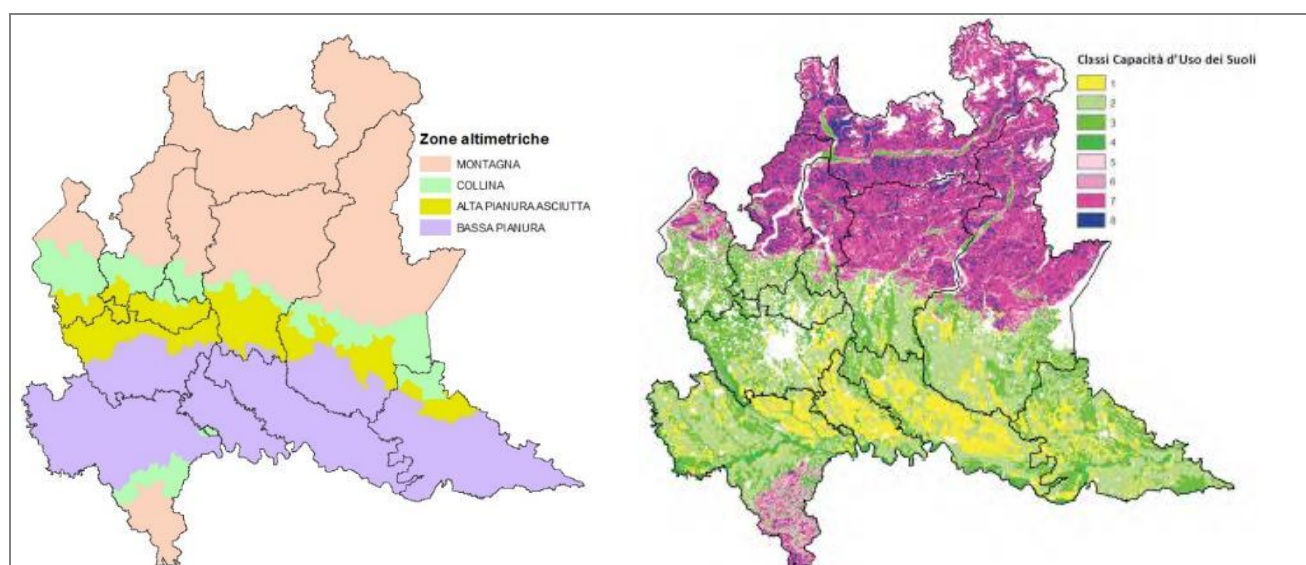 Zone altimetriche
MONTAGNA
COLLINA
ALTA PIANURA ASCIUTTA
BASSA PIANURA
Classi Capacità d'Uso dei Suoli
1
2
3
4
5
6
7
8